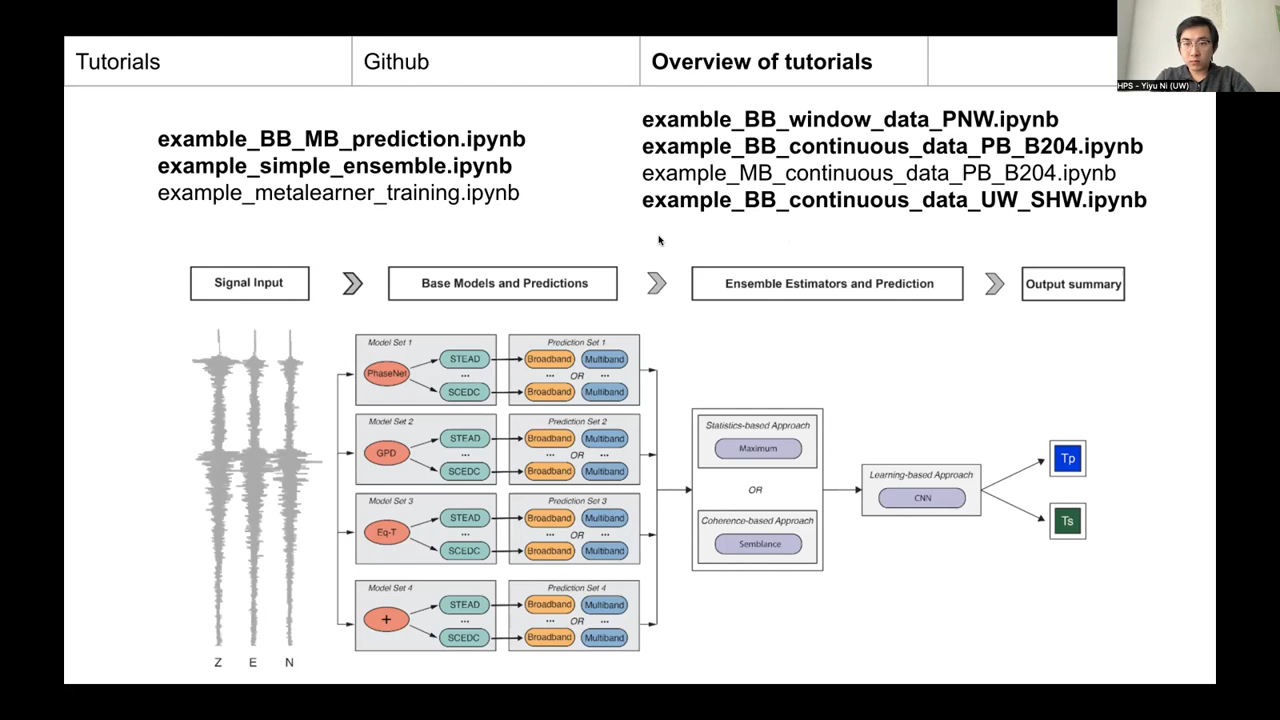 Tutorials
Github
Overview of tutorials
HPS - Yiyu Ni (UW)
examble_BB_MB_prediction.ipynb
example_simple_ensemble.ipynb
example_metalearner_training.ipynb
examble_BB_window_data_PNW.ipynb
example_BB_continuous_data_PB_B204.ipynb
example_MB_continuous_data_PB_B204.ipynb
example_BB_continuous_data_UW_SHW.ipynb
Signal Input
Base Models and Predictions
Ensemble Estimators and Prediction
Output summary
Model Set 1
PhaseNet
STEAD
...
SCEDC
Prediction Set 1
Broadband Multiband
... OR ...
Broadband Multiband
Model Set 2
GPD
STEAD
...
SCEDC
Prediction Set 2
Broadband Multiband
... OR ...
Broadband Multiband
Model Set 3
Eq-T
STEAD
...
SCEDC
Prediction Set 3
Broadband Multiband
... OR ...
Broadband Multiband
Model Set 4
+
STEAD
...
SCEDC
Prediction Set 4
Broadband Multiband
... OR ...
Broadband Multiband
Statistics-based Approach
Maximum
OR
Coherence-based Approach
Semblance
Learning-based Approach
CNN
Tp
Ts
Z E N